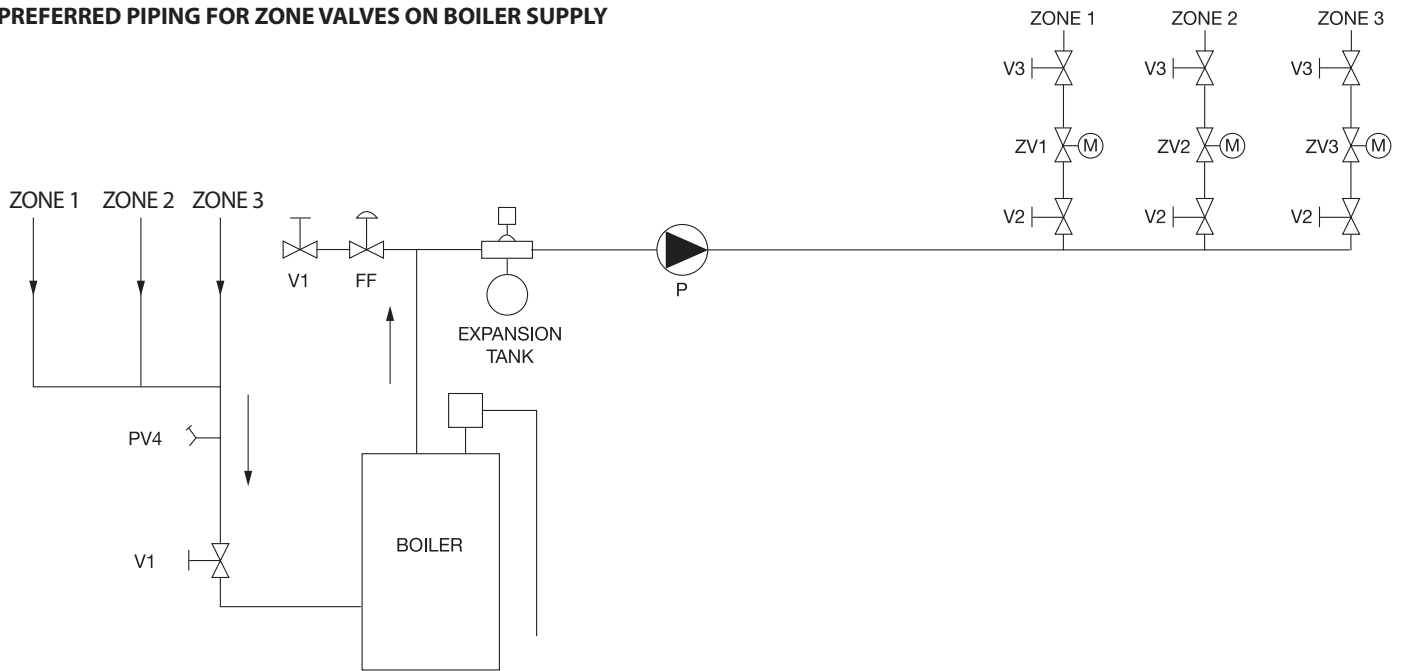 PREFERRED PIPING FOR ZONE VALVES ON BOILER SUPPLY
ZONE 1 ZONE 2 ZONE 3
V3 V3 V3
ZV1 M ZV2 M ZV3 M
ZONE 1 ZONE 2 ZONE 3
V2 V2 V2
V1 FF P
EXPANSION
TANK
PV4
BOILER
V1